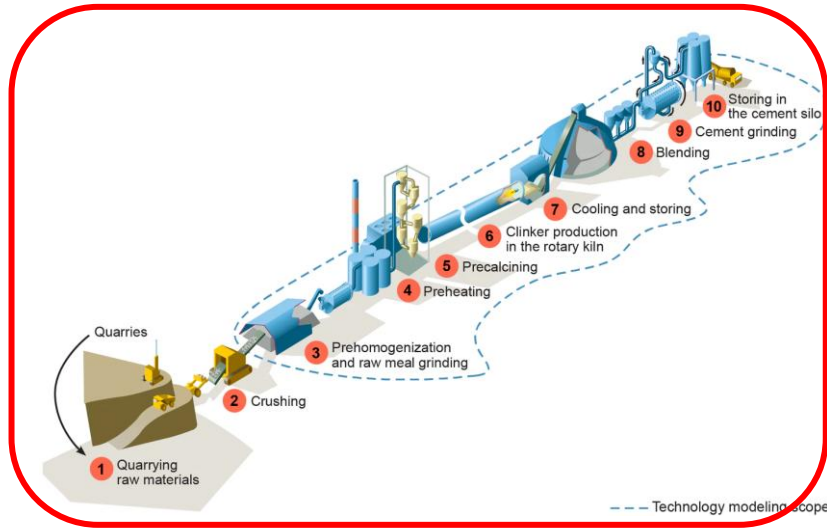 Quarries
1 Quarrying
raw materials
2 Crushing
3 Prehomogenization
and raw meal grinding
4 Preheating
5 Precalcining
6 Clinker production
in the rotary kiln
7 Cooling and storing
8 Blending
9 Cement grinding
10 Storing in
the cement silo
Technology modeling scope